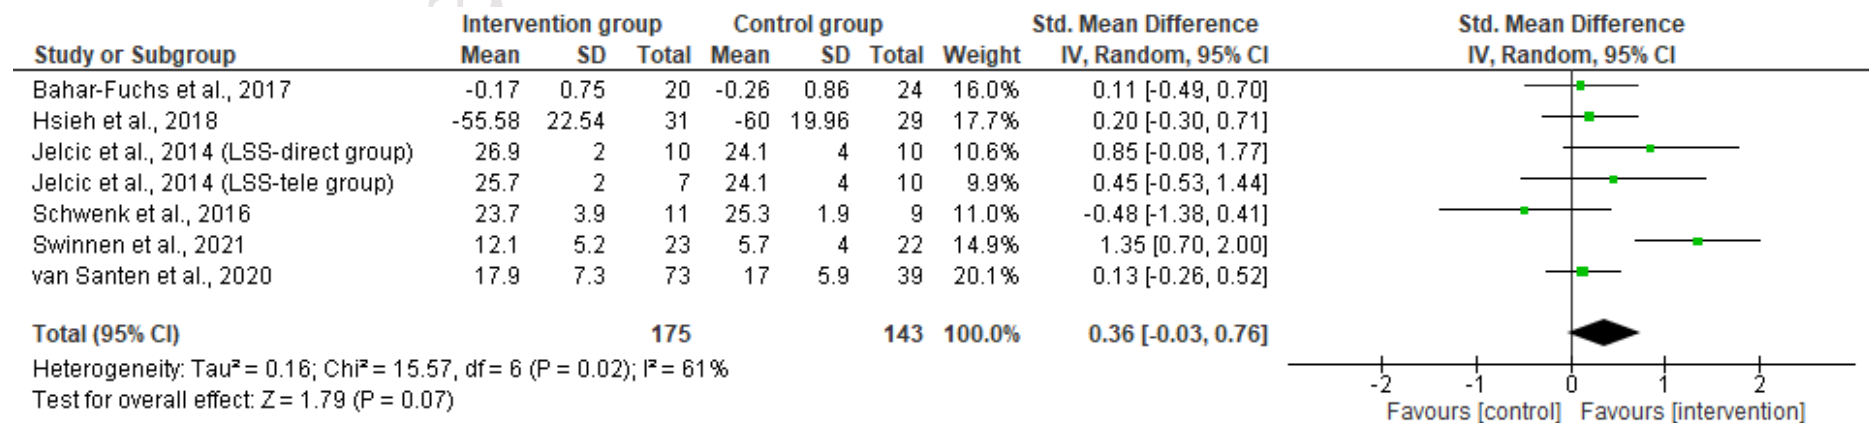 Intervention group Control group Std. Mean Difference Std. Mean Difference
Study or Subgroup Mean SD Total Mean SD Total Weight IV, Random, 95% CI IV, Random, 95% CI
Bahar-Fuchs et al., 2017 -0.17 0.75 20 -0.26 0.86 24 16.0% 0.11 [-0.49, 0.70]
Hsieh et al., 2018 -55.58 22.54 31 -60 19.96 29 17.7% 0.20 [-0.30, 0.71]
Jelcic et al., 2014 (LSS-direct group) 26.9 2 10 24.1 4 10 10.6% 0.85 [-0.08, 1.77]
Jelcic et al., 2014 (LSS-tele group) 25.7 2 7 24.1 4 10 9.9% 0.45 [-0.53, 1.44]
Schwenk et al., 2016 23.7 3.9 11 25.3 1.9 9 11.0% -0.48 [-1.38, 0.41]
Swinnen et al., 2021 12.1 5.2 23 5.7 4 22 14.9% 1.35 [0.70, 2.00]
van Santen et al., 2020 17.9 7.3 73 17 5.9 39 20.1% 0.13 [-0.26, 0.52]
Total (95% CI) 175 143 100.0% 0.36 [-0.03, 0.76]
Heterogeneity: Tau² = 0.16; Chi² = 15.57, df = 6 (P = 0.02); I² = 61%
Test for overall effect: Z = 1.79 (P = 0.07)
-2 -1 0 1 2
Favours [control] Favours [intervention]